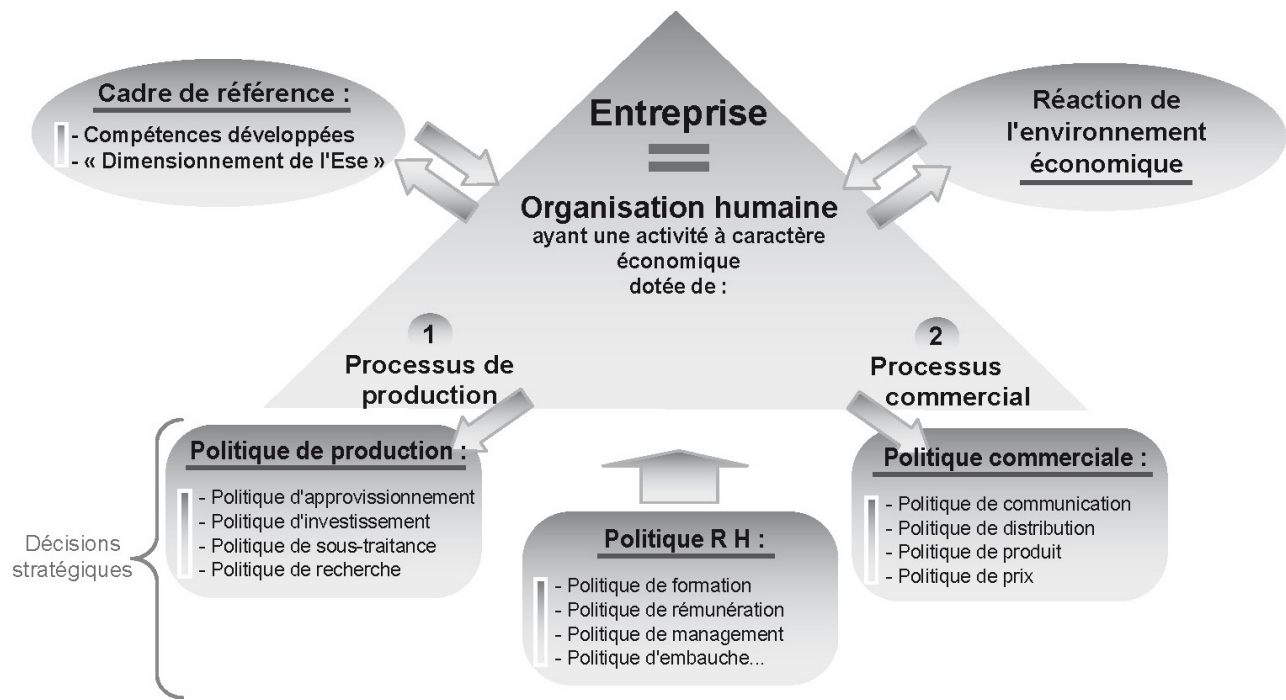 Cadre de référence :
- Compétences développées
- « Dimensionnement de l'Ese »
Entreprise
=
Organisation humaine
ayant une activité à caractère
économique
dotée de :
Réaction de
l'environnement
économique
1
Processus de
production
2
Processus
commercial
Décisions
stratégiques
Politique de production :
- Politique d'approvissionnement
- Politique d'investissement
- Politique de sous-traitance
- Politique de recherche
Politique R H :
- Politique de formation
- Politique de rémunération
- Politique de management
- Politique d'embauche...
Politique commerciale :
- Politique de communication
- Politique de distribution
- Politique de produit
- Politique de prix